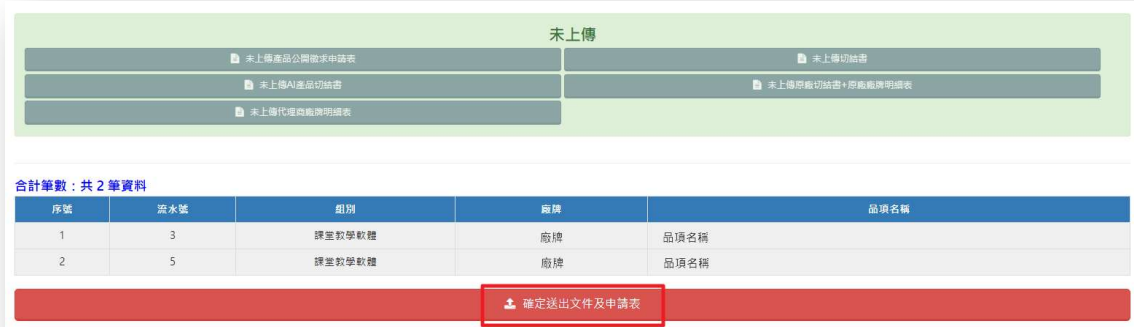 未上傳
未上傳產品公開徵求申請表
未上傳切結書
未上傳AI產品切結書
未上傳原廠切結書+原廠廠牌明細表
未上傳代理商廠牌明細表
合計筆數：共 2 筆資料
序號 流水號 組別 廠牌 品項名稱
1 3 課堂教學軟體 廠牌 品項名稱
2 5 課堂教學軟體 廠牌 品項名稱
確定送出文件及申請表